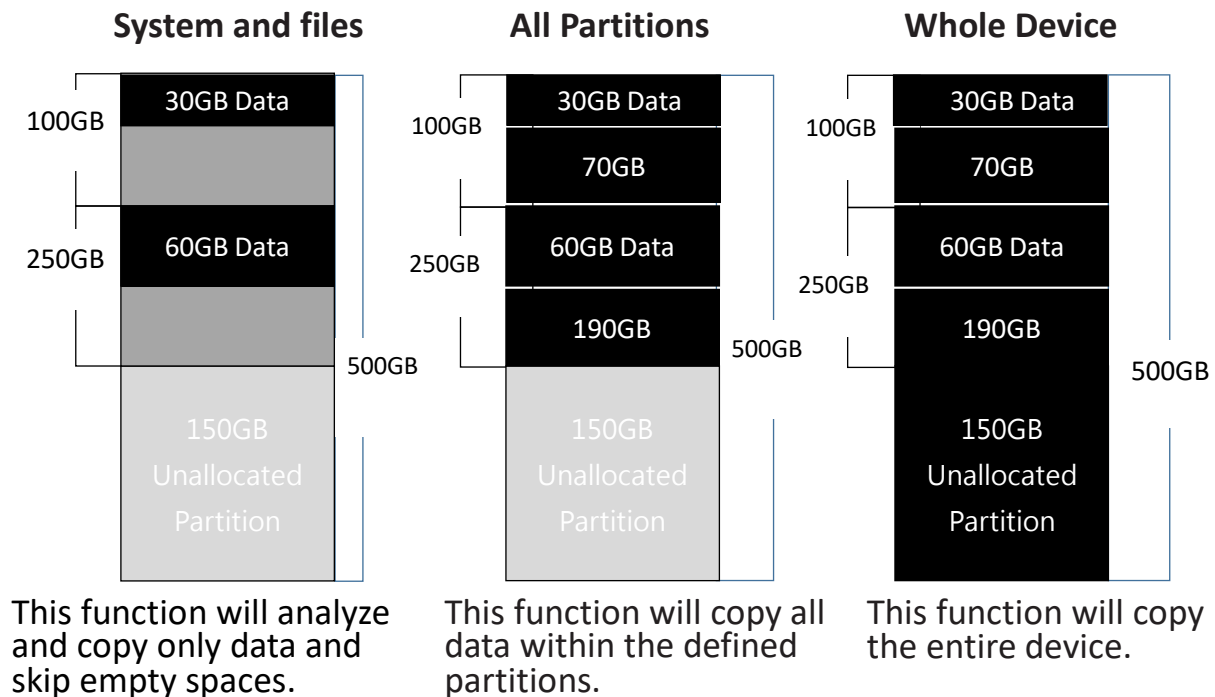 System and files
100GB
30GB Data
250GB
60GB Data
500GB
150GB
Unallocated
Partition
This function will analyze
and copy only data and
skip empty spaces.
All Partitions
100GB
30GB Data
70GB
250GB
60GB Data
190GB
500GB
150GB
Unallocated
Partition
This function will copy all
data within the defined
partitions.
Whole Device
100GB
30GB Data
70GB
250GB
60GB Data
190GB
500GB
150GB
Unallocated
Partition
This function will copy
the entire device.